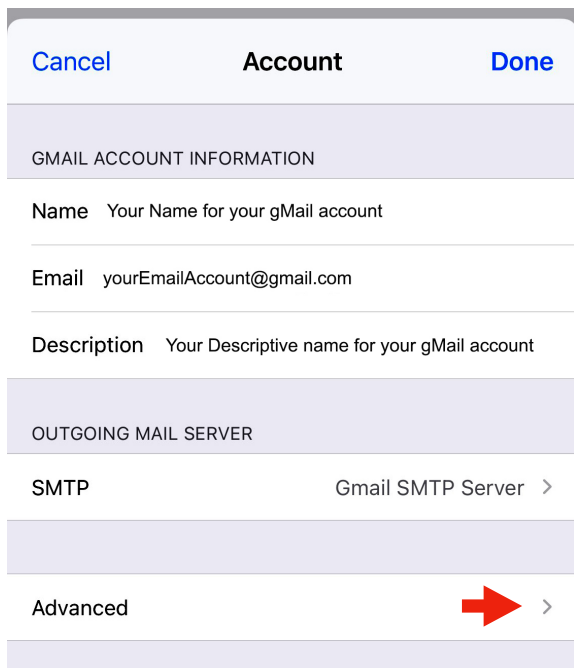 Cancel Account Done
GMAIL ACCOUNT INFORMATION
Name Your Name for your gMail account
Email yourEmailAccount@gmail.com
Description Your Descriptive name for your gMail account
OUTGOING MAIL SERVER
SMTP Gmail SMTP Server
Advanced